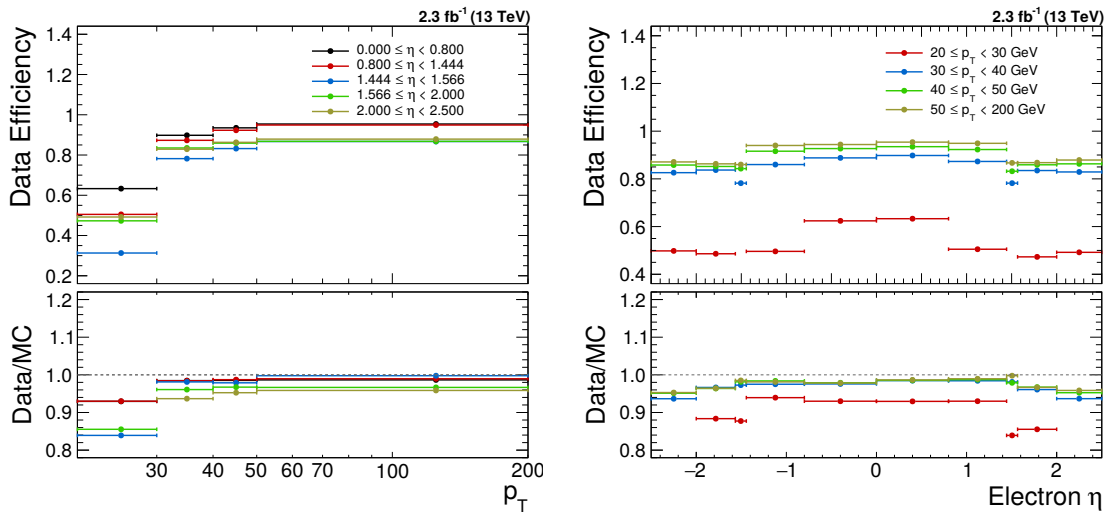 2.3 fb⁻¹ (13 TeV)
Data Efficiency
1.4
1.2
1
0.8
0.6
0.4
0.2
0.000 ≤ η < 0.800
0.800 ≤ η < 1.444
1.444 ≤ η < 1.566
1.566 ≤ η < 2.000
2.000 ≤ η < 2.500
Data/MC
1.2
1.1
1.0
0.9
0.8
30 40 50 60 70 100 200
p_T
2.3 fb⁻¹ (13 TeV)
Data Efficiency
1.4
1.2
1
0.8
0.6
0.4
20 ≤ p_T < 30 GeV
30 ≤ p_T < 40 GeV
40 ≤ p_T < 50 GeV
50 ≤ p_T < 200 GeV
Data/MC
1.2
1.1
1.0
0.9
0.8
−2 −1 0 1 2
Electron η